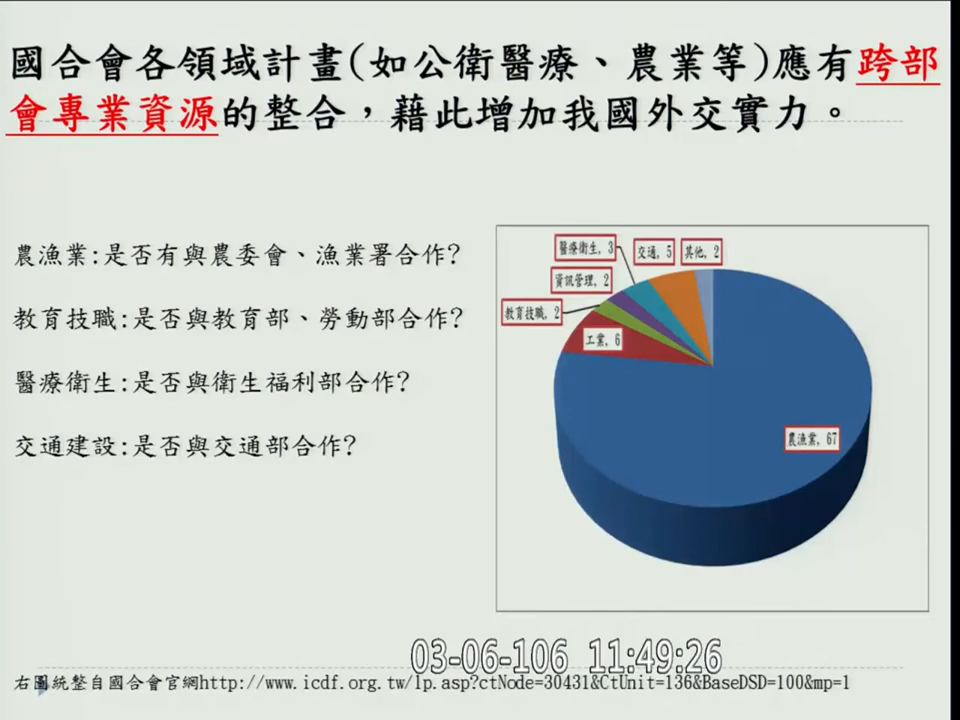 國合會各領域計畫(如公衛醫療、農業等)應有跨部
會專業資源的整合，藉此增加我國外交實力。
農漁業:是否有與農委會、漁業署合作?
教育技職:是否與教育部、勞動部合作?
醫療衛生:是否與衛生福利部合作?
交通建設:是否與交通部合作?
醫療衛生, 3
交通, 5
其他, 2
資訊管理, 2
教育技職, 2
工業, 6
農漁業, 67
03-06-106 11:49:26
右圖統整自國合會官網http://www.icdf.org.tw/lp.asp?ctNode=30431&CtUnit=136&BaseDSD=100&mp=1